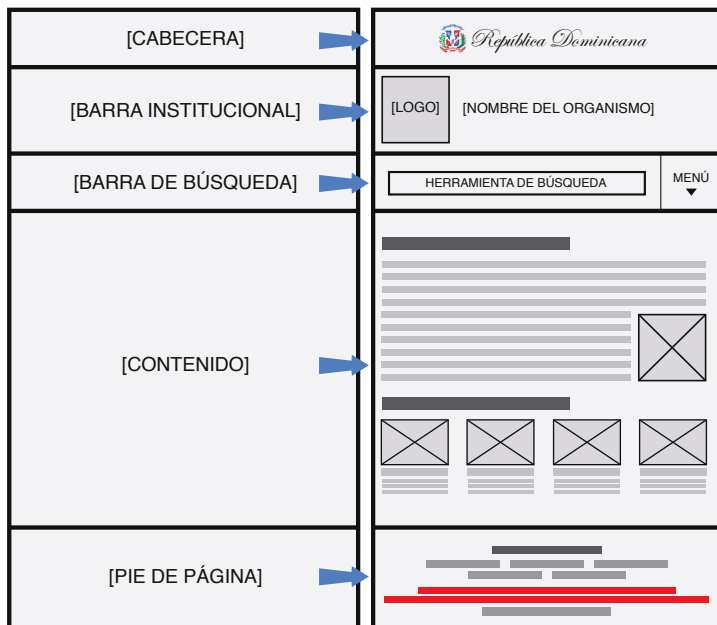 [CABECERA]
República Dominicana
[BARRA INSTITUCIONAL]
[LOGO]
[NOMBRE DEL ORGANISMO]
[BARRA DE BÚSQUEDA]
HERRAMIENTA DE BÚSQUEDA
MENÚ
[CONTENIDO]
[PIE DE PÁGINA]